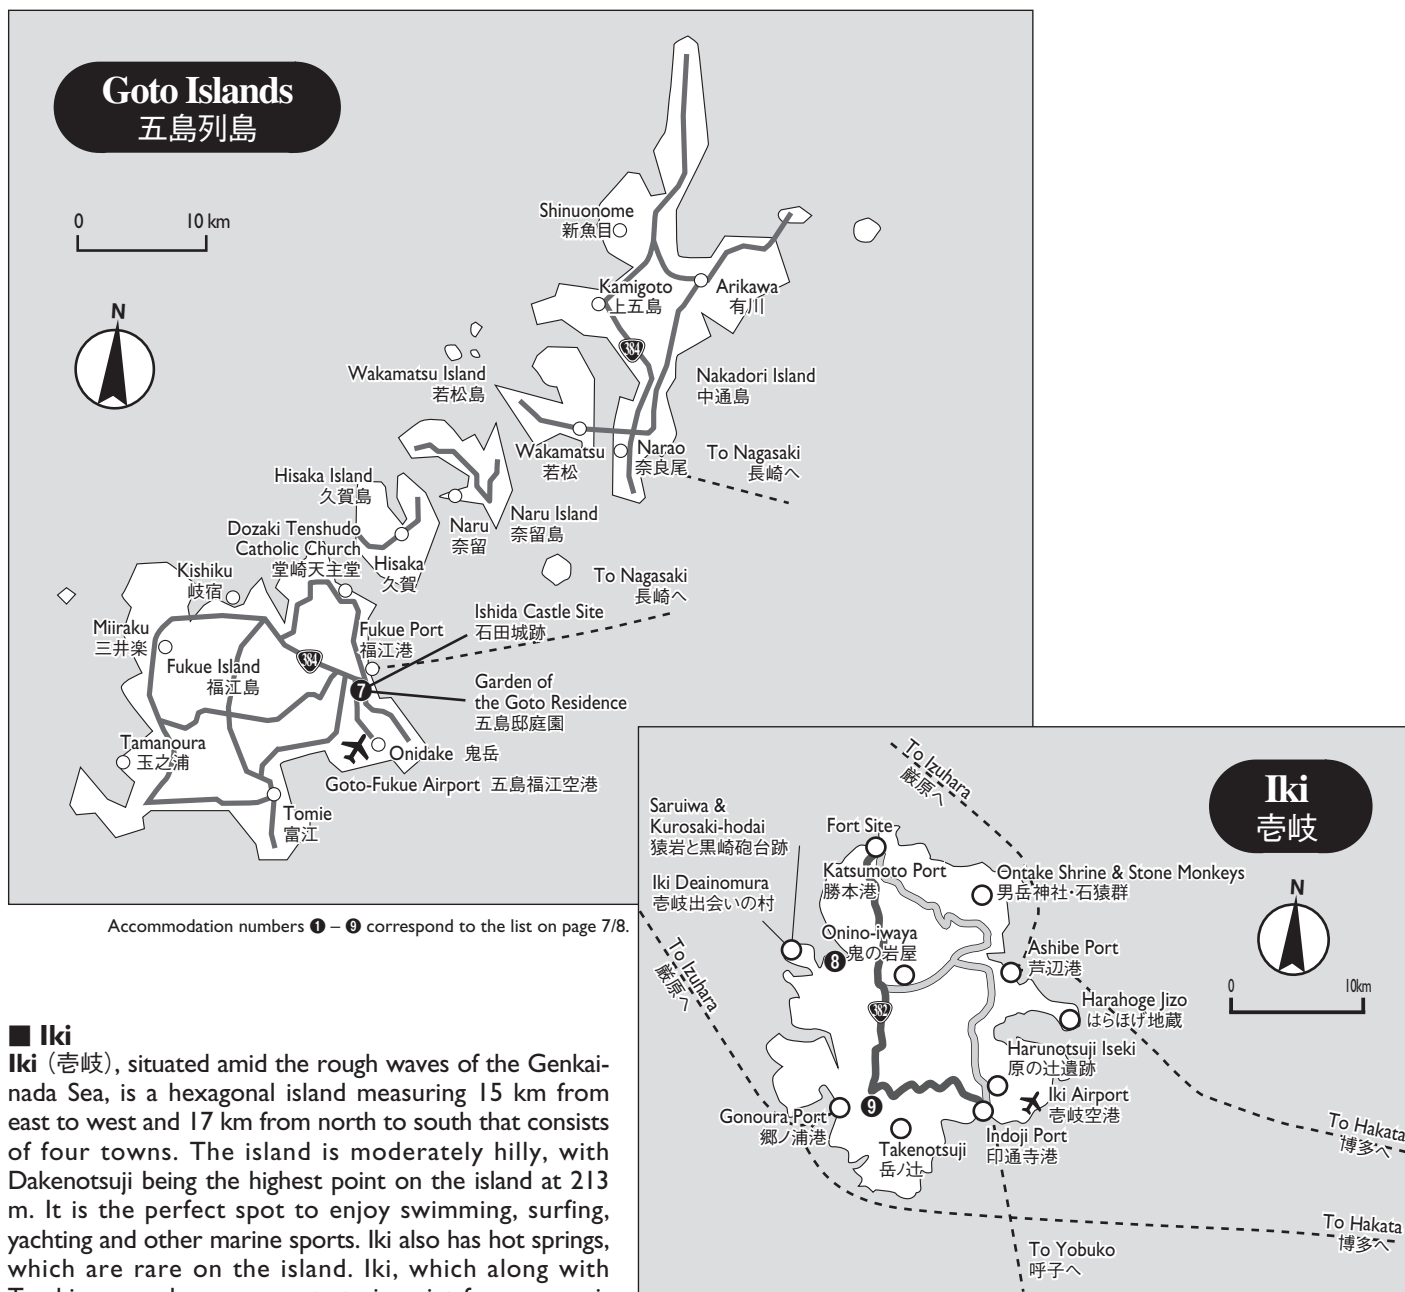 Goto Islands
五島列島
0 10 km
N
Shinuonome
新魚目
Kamigoto
上五島
Arikawa
有川
384
Wakamatsu Island
若松島
Nakadori Island
中通島
Wakamatsu
若松
Narao
奈良尾
To Nagasaki
長崎へ
Hisaka Island
久賀島
Naru
奈留
Naru Island
奈留島
Dozaki Tenshudo
Catholic Church
堂崎天主堂
Hisaka
久賀
Kishiku
岐宿
To Nagasaki
長崎へ
Miiraku
三井楽
Fukue Port
福江港
Ishida Castle Site
石田城跡
384
Fukue Island
福江島
7
Garden of
the Goto Residence
五島邸庭園
Tamanoura
玉之浦
Onidake 鬼岳
Goto-Fukue Airport 五島福江空港
Tomie
富江
Accommodation numbers ❶ – ❾ correspond to the list on page 7/8.
Iki
壱岐
N
0 10km
To Izuhara
厳原へ
Saruiwa &
Kurosaki-hodai
猿岩と黒崎砲台跡
Fort Site
Katsumoto Port
勝本港
Ontake Shrine & Stone Monkeys
男岳神社・石猿群
Iki Deainomura
壱岐出会いの村
Onino-iwaya
鬼の岩屋
8
Ashibe Port
芦辺港
To Izuhara
厳原へ
382
Harahoge Jizo
はらほげ地蔵
Harunotsuji Iseki
原の辻遺跡
Iki Airport
壱岐空港
Gonoura Port
郷ノ浦港
9
Takenotsuji
岳ノ辻
Indoji Port
印通寺港
To Hakata
博多へ
To Hakata
博多へ
To Yobuko
呼子へ
■ Iki
Iki（壱岐）, situated amid the rough waves of the Genkai-
nada Sea, is a hexagonal island measuring 15 km from
east to west and 17 km from north to south that consists
of four towns. The island is moderately hilly, with
Dakenotsuji being the highest point on the island at 213
m. It is the perfect spot to enjoy swimming, surfing,
yachting and other marine sports. Iki also has hot springs,
which are rare on the island. Iki, which along with